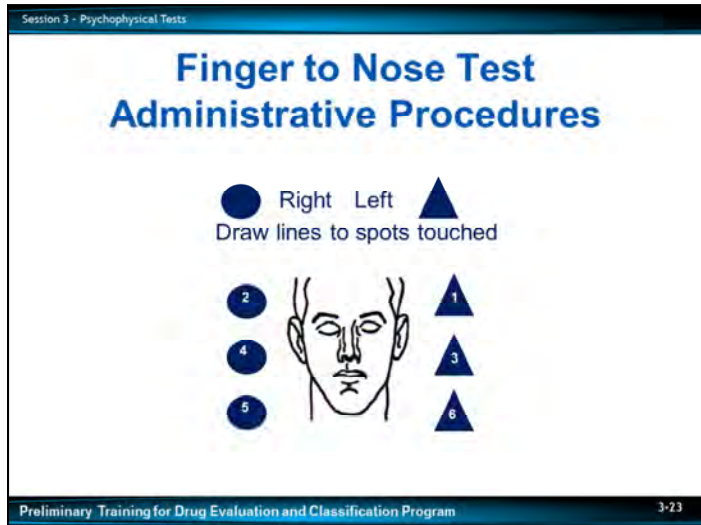 Session 3 - Psychophysical Tests
Finger to Nose Test
Administrative Procedures
Right Left
Draw lines to spots touched
2 1
4 3
5 6
Preliminary Training for Drug Evaluation and Classification Program 3-23